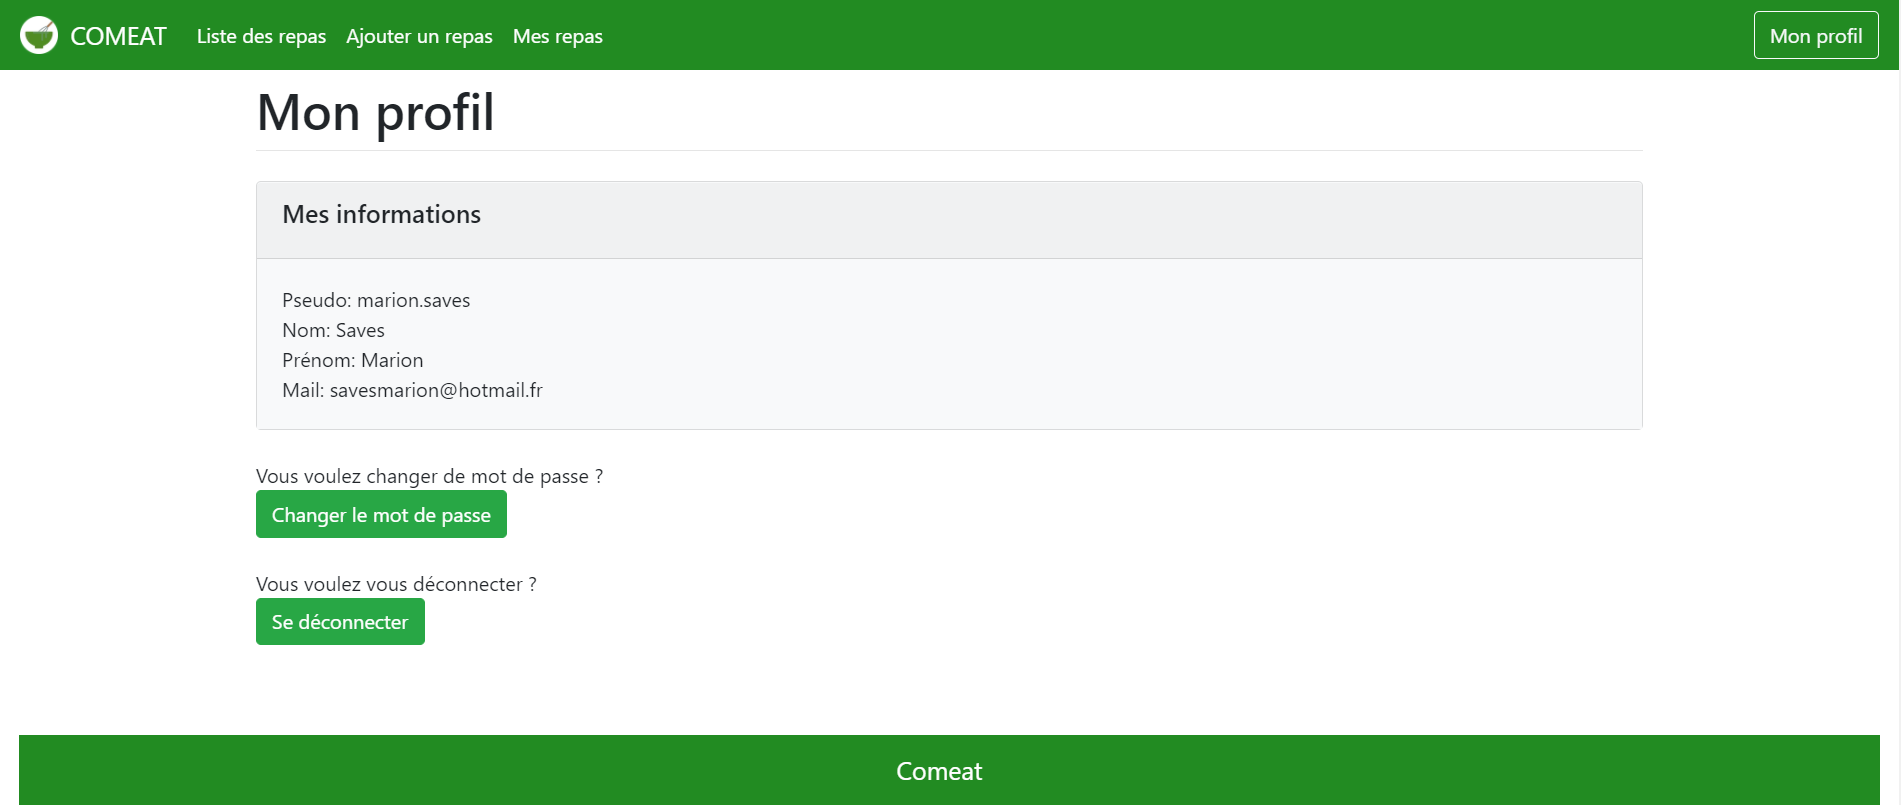 COMEAT Liste des repas Ajouter un repas Mes repas Mon profil
Mon profil
Mes informations
Pseudo: marion.saves
Nom: Saves
Prénom: Marion
Mail: savesmarion@hotmail.fr
Vous voulez changer de mot de passe ?
Changer le mot de passe
Vous voulez vous déconnecter ?
Se déconnecter
Comeat